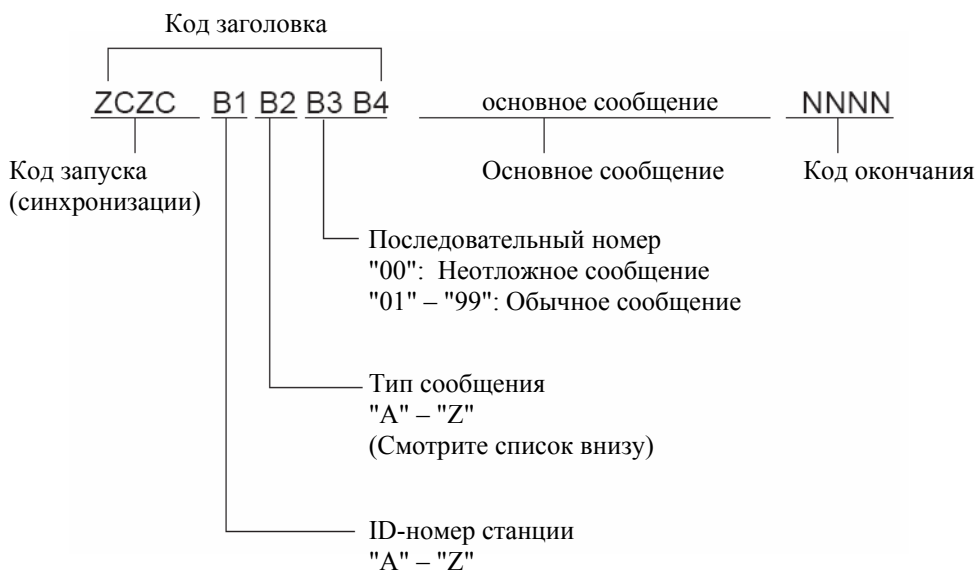 Код заголовка
ZCZC B1 B2 B3 B4 основное сообщение NNNN
Код запуска Основное сообщение Код окончания
(синхронизации)
Последовательный номер
"00": Неотложное сообщение
"01" – "99": Обычное сообщение
Тип сообщения
"A" – "Z"
(Смотрите список внизу)
ID-номер станции
"A" – "Z"